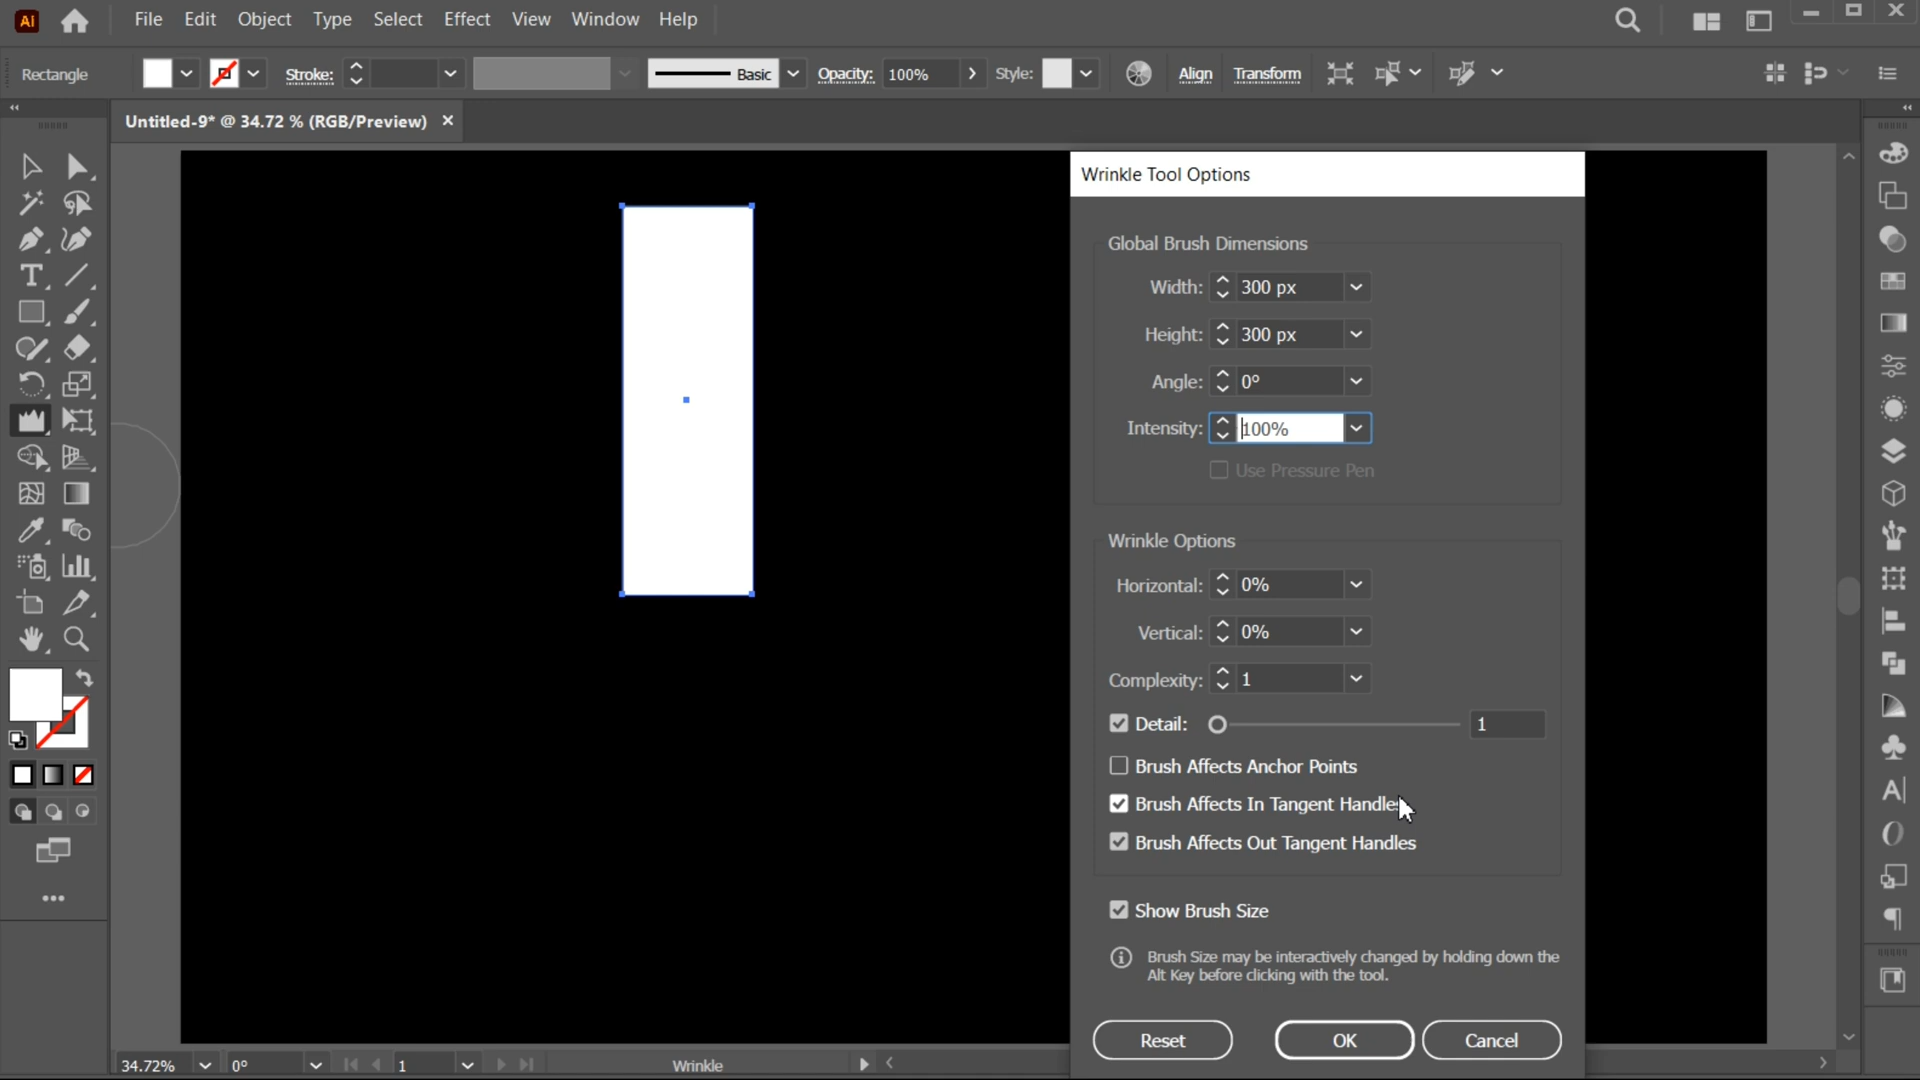 Ai File Edit Object Type Select Effect View Window Help
Rectangle Stroke: Basic Opacity: 100% Style: Align Transform
Untitled-9* @ 34.72 % (RGB/Preview) ×
Wrinkle Tool Options
Global Brush Dimensions
Width: 300 px
Height: 300 px
Angle: 0°
Intensity: 100%
Use Pressure Pen
Wrinkle Options
Horizontal: 0%
Vertical: 0%
Complexity: 1
Detail: 1
Brush Affects Anchor Points
Brush Affects In Tangent Handles
Brush Affects Out Tangent Handles
Show Brush Size
Brush Size may be interactively changed by holding down the
Alt Key before clicking with the tool.
Reset OK Cancel
34.72% 0° 1 Wrinkle